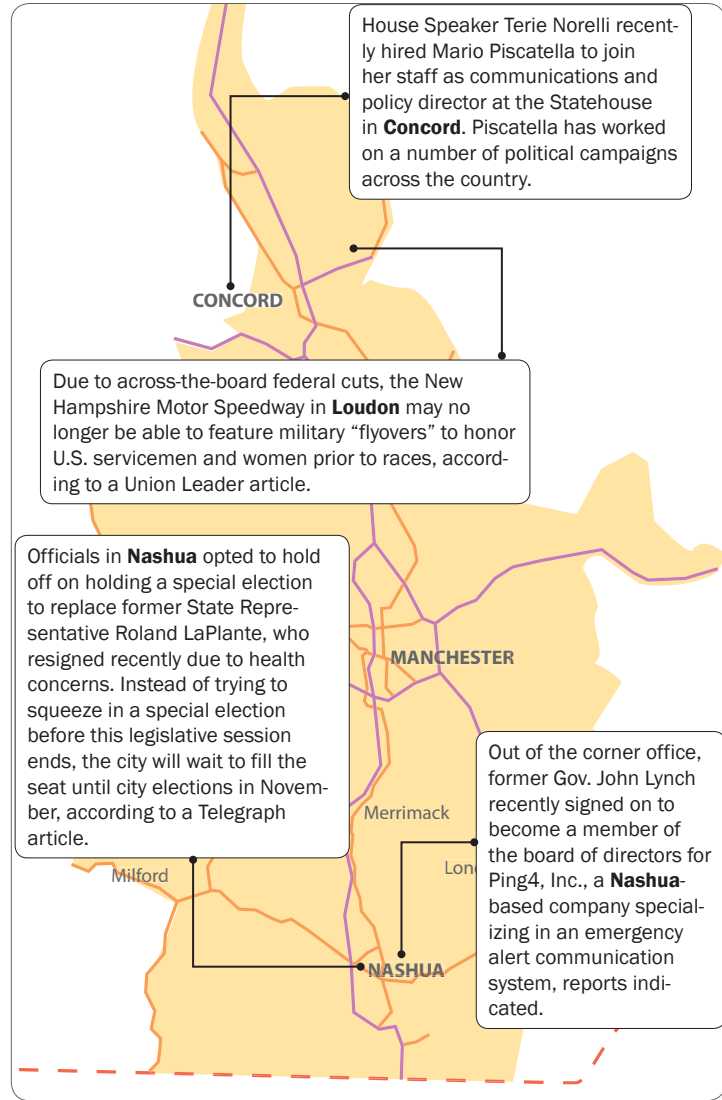 House Speaker Terie Norelli recent-
ly hired Mario Piscatella to join
her staff as communications and
policy director at the Statehouse
in Concord. Piscatella has worked
on a number of political campaigns
across the country.
CONCORD
Due to across-the-board federal cuts, the New
Hampshire Motor Speedway in Loudon may no
longer be able to feature military “flyovers” to honor
U.S. servicemen and women prior to races, accord-
ing to a Union Leader article.
Officials in Nashua opted to hold
off on holding a special election
to replace former State Repre-
sentative Roland LaPlante, who
resigned recently due to health
concerns. Instead of trying to
squeeze in a special election
before this legislative session
ends, the city will wait to fill the
seat until city elections in Novem-
ber, according to a Telegraph
article.
MANCHESTER
Out of the corner office,
former Gov. John Lynch
recently signed on to
become a member of
the board of directors for
Ping4, Inc., a Nashua-
based company special-
izing in an emergency
alert communication
system, reports indi-
cated.
Merrimack
Milford
Lon
NASHUA